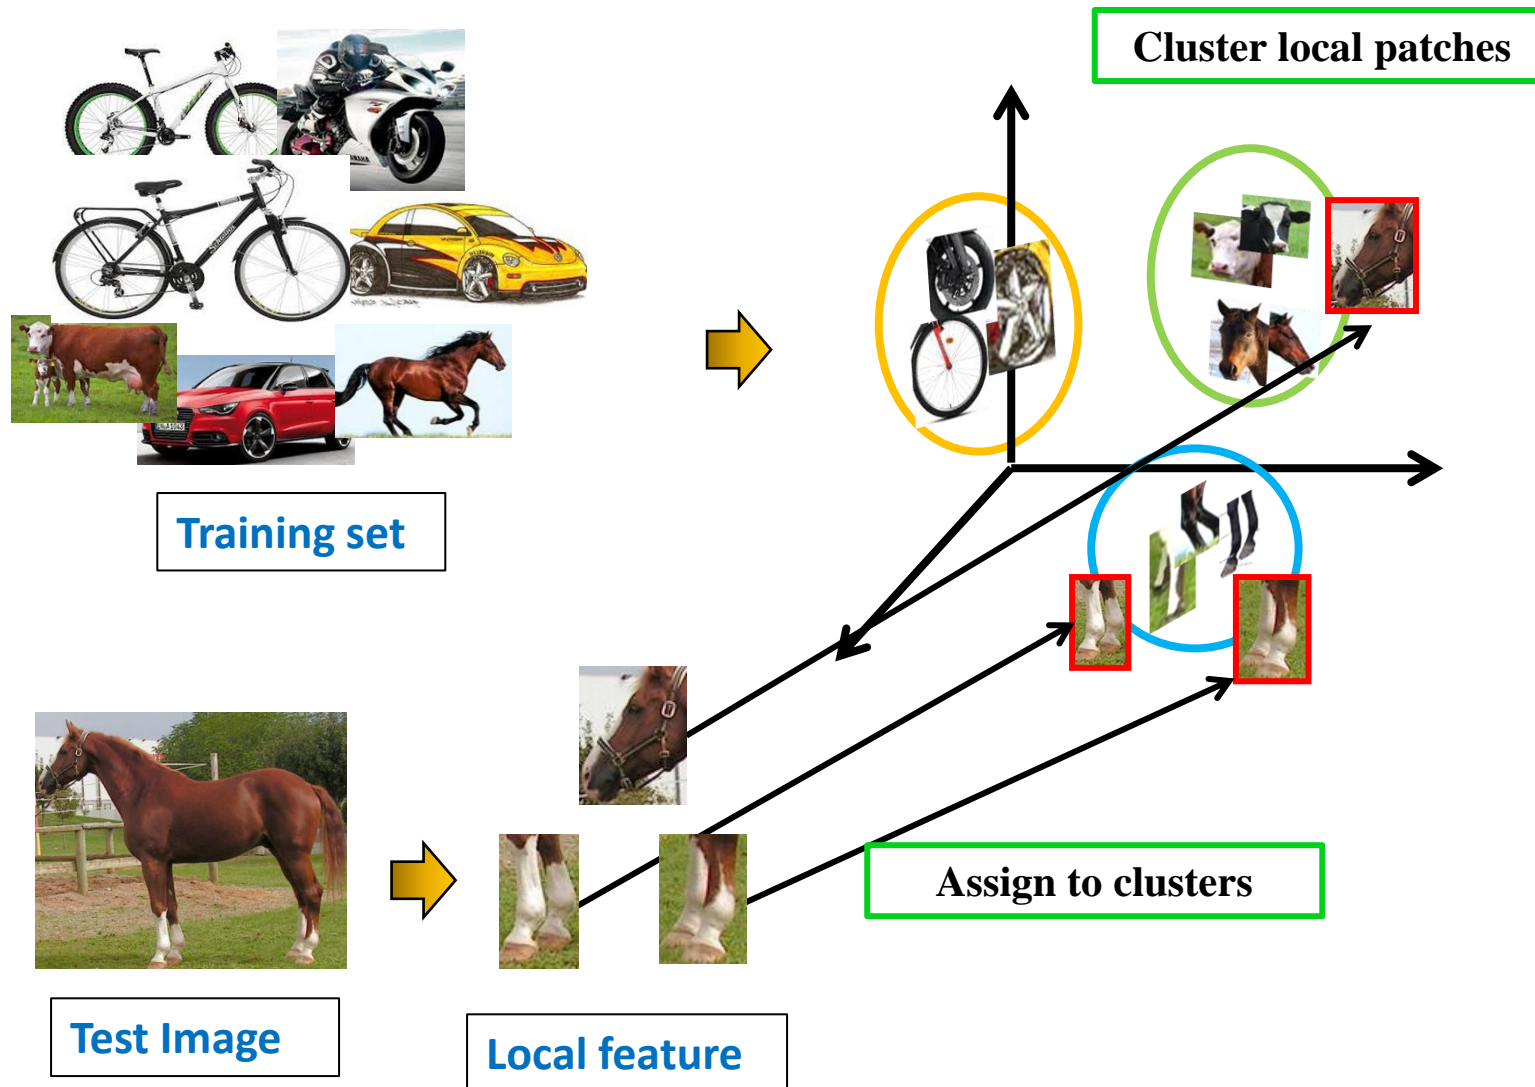 Cluster local patches
Training set
Assign to clusters
Test Image
Local feature